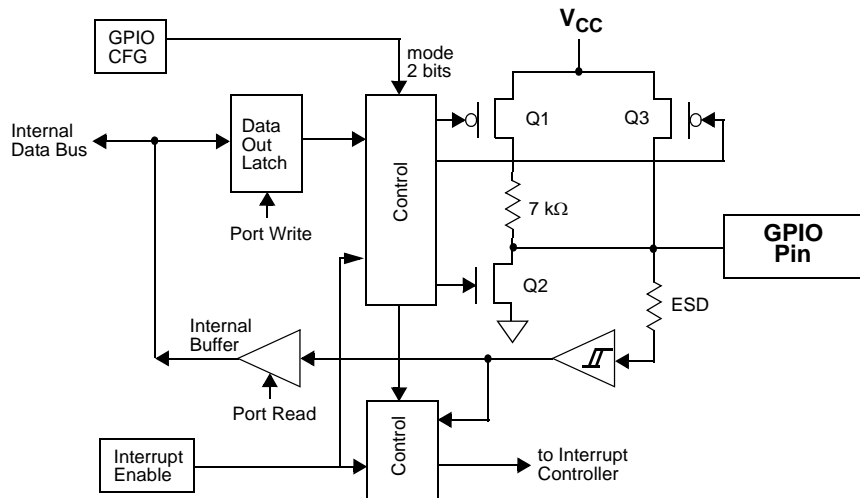 GPIO
CFG
mode
2 bits
VCC
Internal
Data Bus
Data
Out
Latch
Control
Q1
Q3
7 kΩ
Port Write
GPIO
Pin
Q2
ESD
Internal
Buffer
Port Read
Interrupt
Enable
Control
to Interrupt
Controller